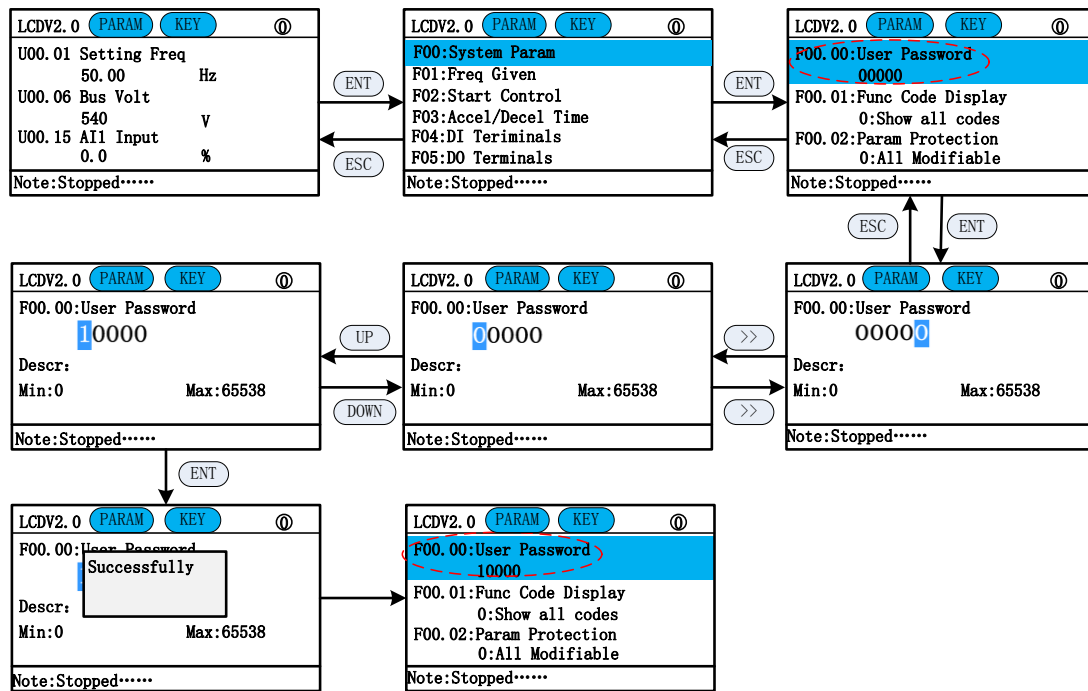 LCDV2.0 PARAM KEY
U00.01 Setting Freq
50.00 Hz
U00.06 Bus Volt
540 V
U00.15 AI1 Input
0.0 %
Note:Stopped······
ENT
ESC
LCDV2.0 PARAM KEY
F00:System Param
F01:Freq Given
F02:Start Control
F03:Accel/Decel Time
F04:DI Teriminals
F05:DO Terminals
Note:Stopped······
ENT
ESC
LCDV2.0 PARAM KEY
F00.00:User Password
00000
F00.01:Func Code Display
0:Show all codes
F00.02:Param Protection
0:All Modifiable
Note:Stopped······
ESC
ENT
LCDV2.0 PARAM KEY
F00.00:User Password
10000
Descr:
Min:0 Max:65538
Note:Stopped······
UP
DOWN
LCDV2.0 PARAM KEY
F00.00:User Password
00000
Descr:
Min:0 Max:65538
Note:Stopped······
>>
>>
LCDV2.0 PARAM KEY
F00.00:User Password
00000
Descr:
Min:0 Max:65538
Note:Stopped······
ENT
LCDV2.0 PARAM KEY
F00.00:User Password
Successfully
Descr:
Min:0 Max:65538
Note:Stopped······
LCDV2.0 PARAM KEY
F00.00:User Password
10000
F00.01:Func Code Display
0:Show all codes
F00.02:Param Protection
0:All Modifiable
Note:Stopped······